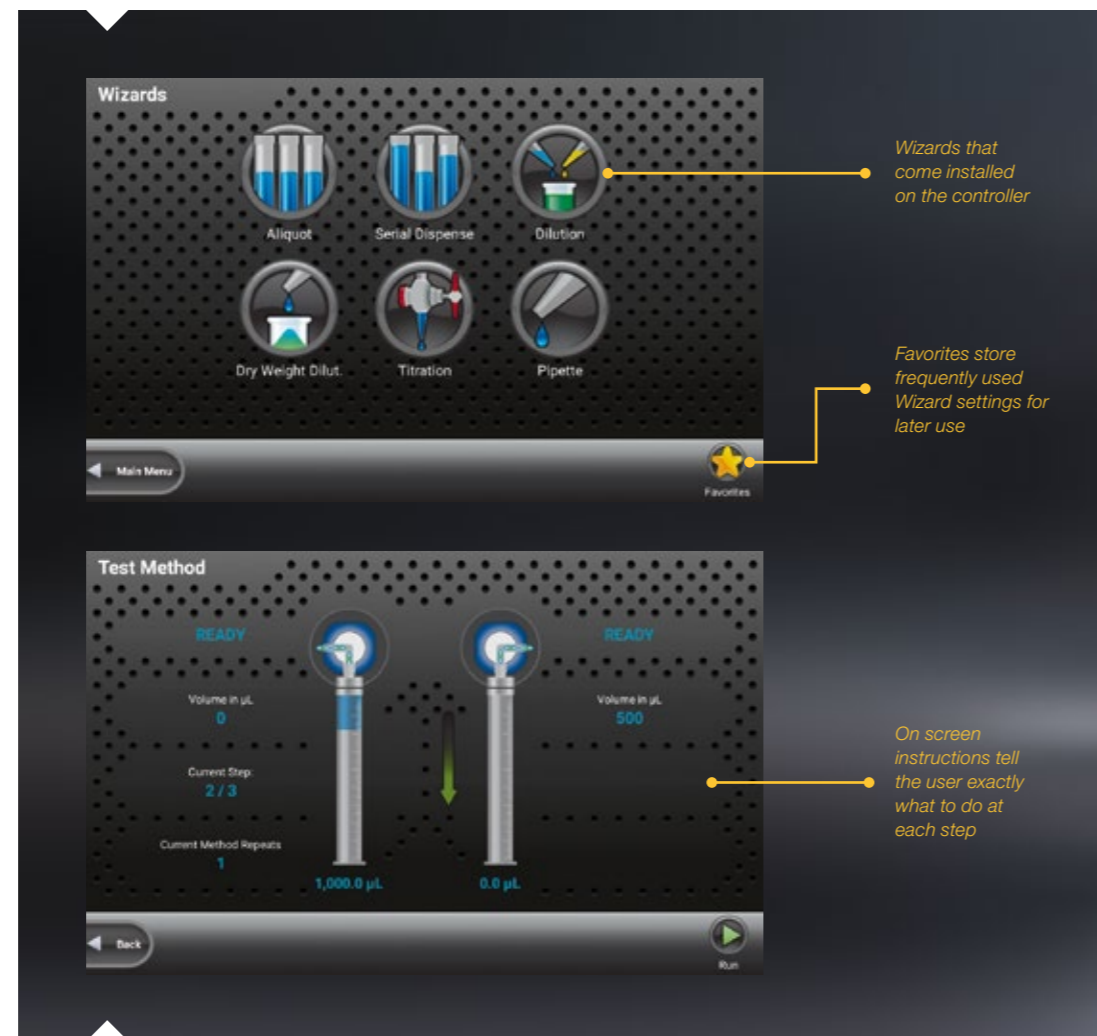 Wizards
Aliquot
Serial Dispense
Dilution
Dry Weight Dilut.
Titration
Pipette
Main Menu
Favorites
Wizards that
come installed
on the controller
Favorites store
frequently used
Wizard settings for
later use
Test Method
READY
READY
Volume in µL
0
Volume in µL
500
Current Step:
2 / 3
Current Method Repeats
1
1,000.0 µL
0.0 µL
Back
Run
On screen
instructions tell
the user exactly
what to do at
each step